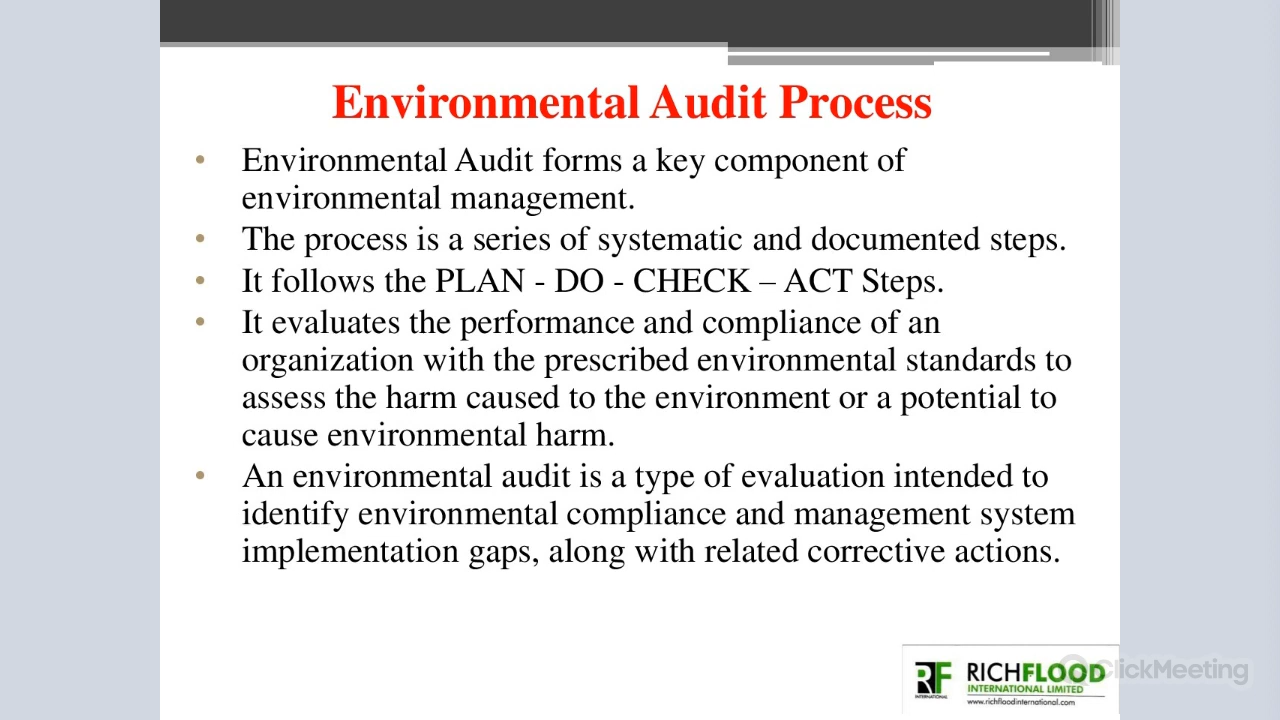 Environmental Audit Process
• Environmental Audit forms a key component of
environmental management.
• The process is a series of systematic and documented steps.
• It follows the PLAN - DO - CHECK – ACT Steps.
• It evaluates the performance and compliance of an
organization with the prescribed environmental standards to
assess the harm caused to the environment or a potential to
cause environmental harm.
• An environmental audit is a type of evaluation intended to
identify environmental compliance and management system
implementation gaps, along with related corrective actions.
RF
INTERNATIONAL
RICHFLOOD
INTERNATIONAL LIMITED
www.richfloodinternational.com
ClickMeeting